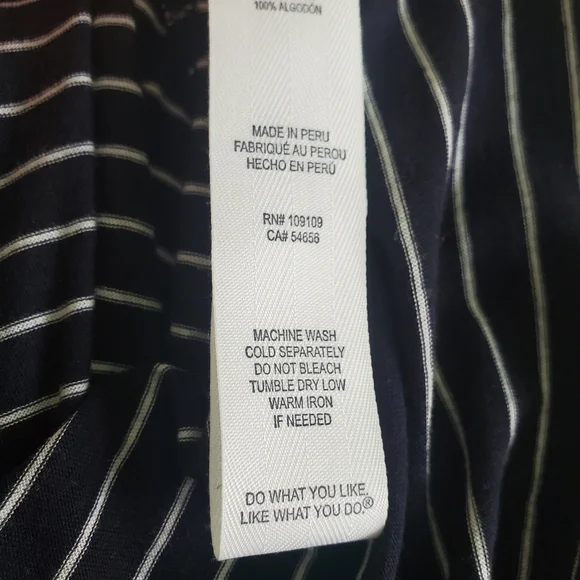 100% ALGODÓN
MADE IN PERU
FABRIQUÉ AU PEROU
HECHO EN PERÚ
RN# 109109
CA# 54656
MACHINE WASH
COLD SEPARATELY
DO NOT BLEACH
TUMBLE DRY LOW
WARM IRON
IF NEEDED
DO WHAT YOU LIKE.
LIKE WHAT YOU DO®